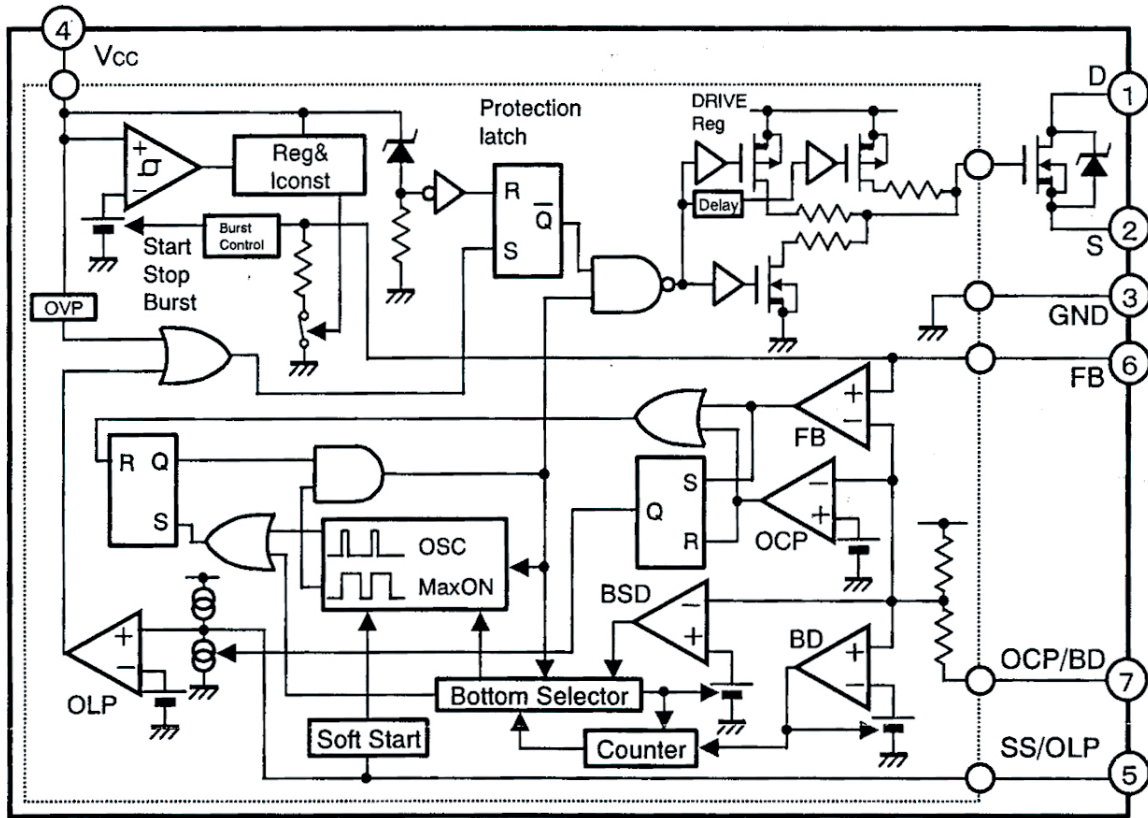 4
VCC
D
1
Protection
latch
DRIVE
Reg
+
−
Reg&
Iconst
R
S
Q
Delay
2
S
Burst
Control
Start
Stop
Burst
OVP
3
GND
6
FB
+
−
FB
R
Q
S
S
Q
R
−
+
OCP
OSC
MaxON
BSD
−
+
BD
+
−
+
−
OLP
OCP/BD
7
Bottom Selector
Soft Start
Counter
SS/OLP
5